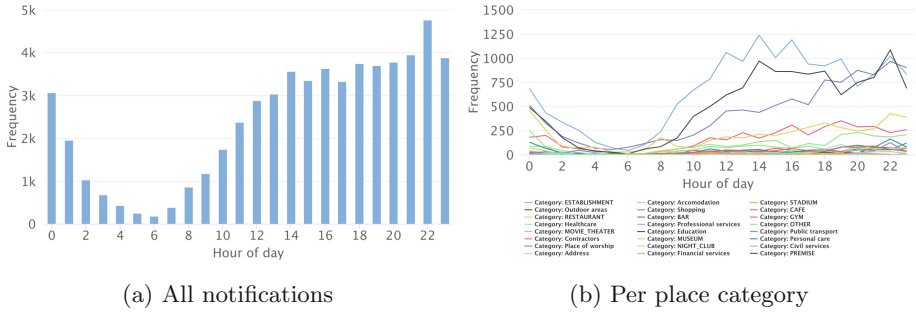 5k
4k
3k
2k
1k
0
Frequency
0 2 4 6 8 10 12 14 16 18 20 22
Hour of day
(a) All notifications
1500
1250
1000
750
500
250
0
Frequency
0 2 4 6 8 10 12 14 16 18 20 22
Hour of day
Category: ESTABLISHMENT Category: Accomodation Category: STADIUM
Category: Outdoor areas Category: Shopping Category: CAFE
Category: RESTAURANT Category: BAR Category: GYM
Category: Healthcare Category: Professional services Category: OTHER
Category: MOVIE_THEATER Category: Education Category: Public transport
Category: Contractors Category: MUSEUM Category: Personal care
Category: Place of worship Category: NIGHT_CLUB Category: Civil services
Category: Address Category: Financial services Category: PREMISE
(b) Per place category